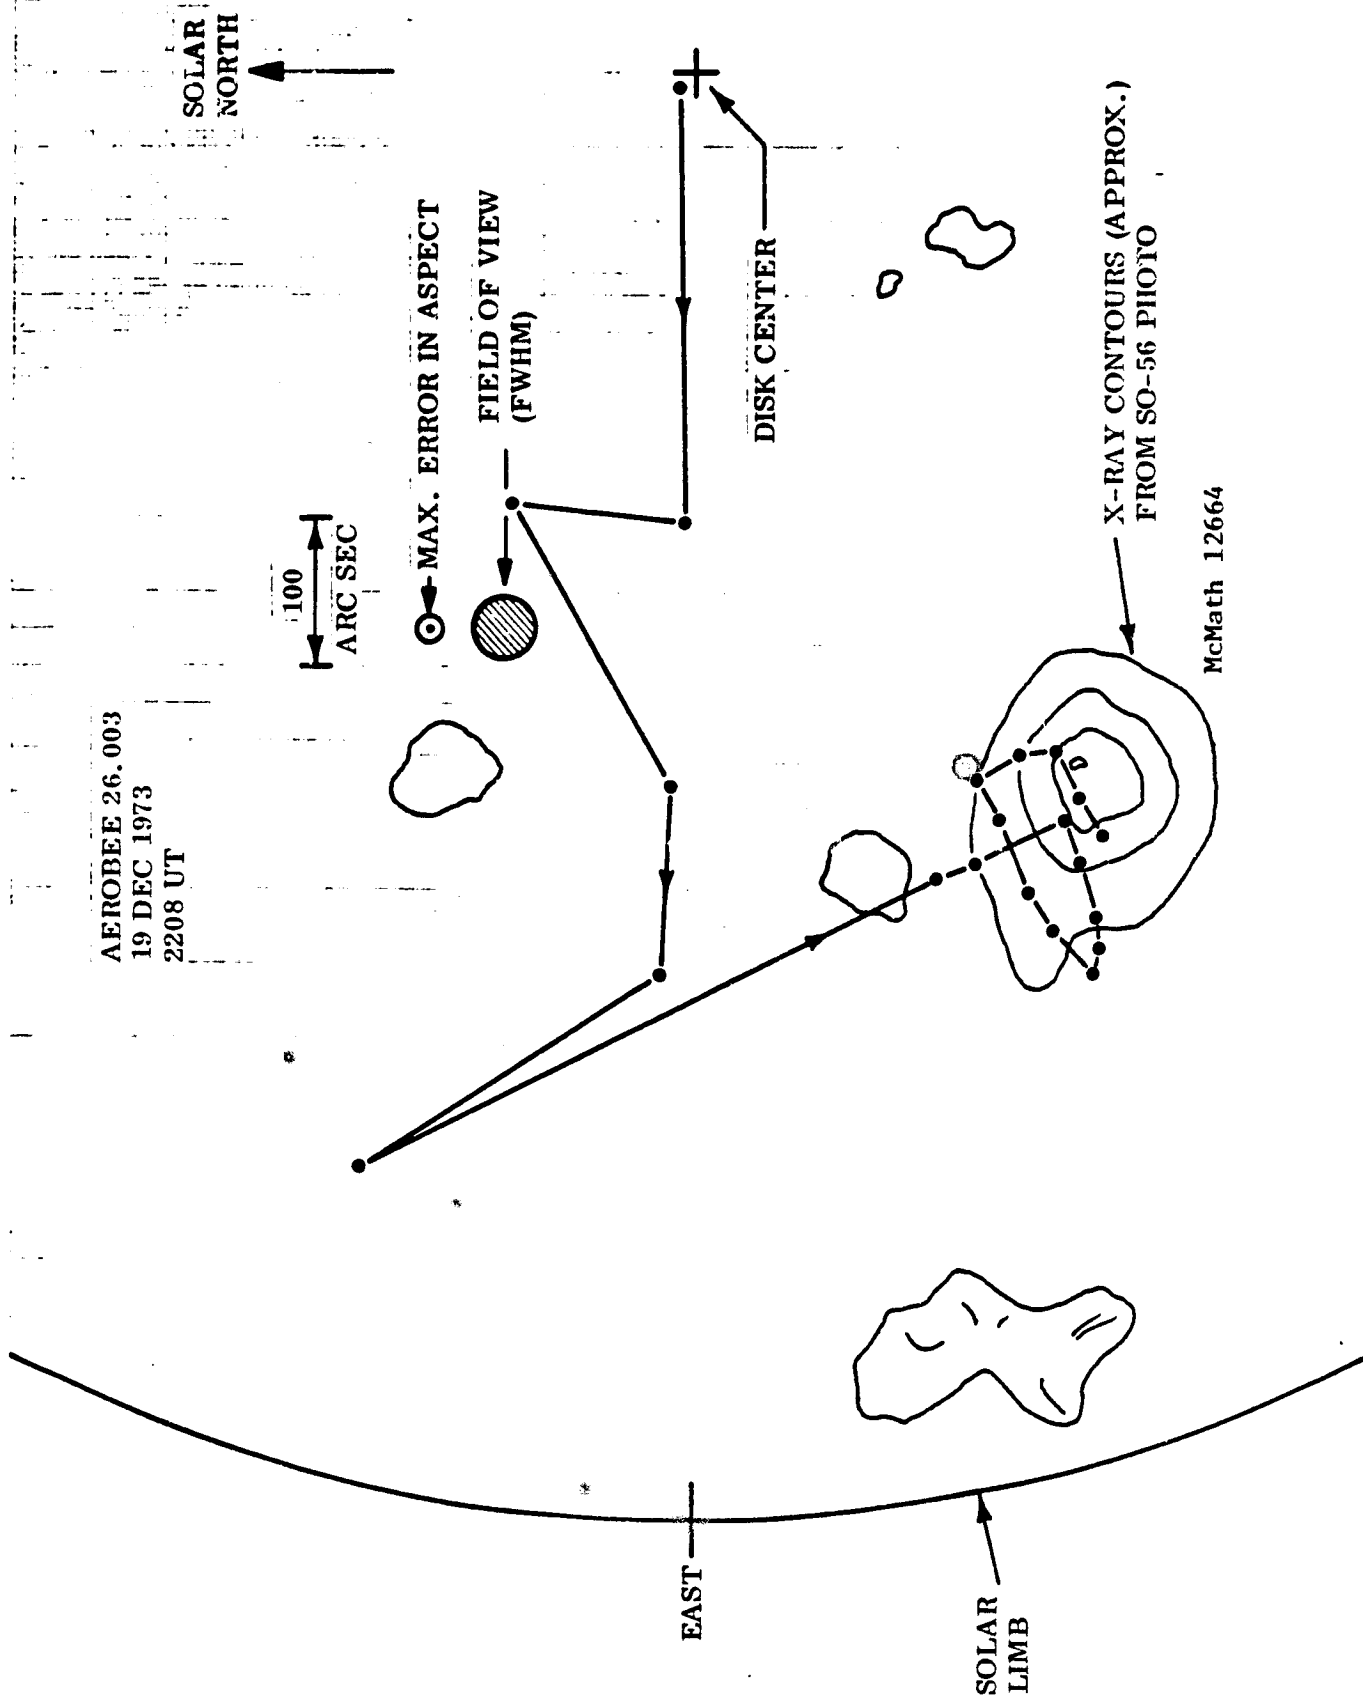 AEROBEE 26.003
19 DEC 1973
2208 UT
SOLAR
NORTH
100
ARC SEC
MAX. ERROR IN ASPECT
FIELD OF VIEW
(FWHM)
DISK CENTER
EAST
SOLAR
LIMB
X-RAY CONTOURS (APPROX.)
FROM SO-56 PHOTO
McMath 12664